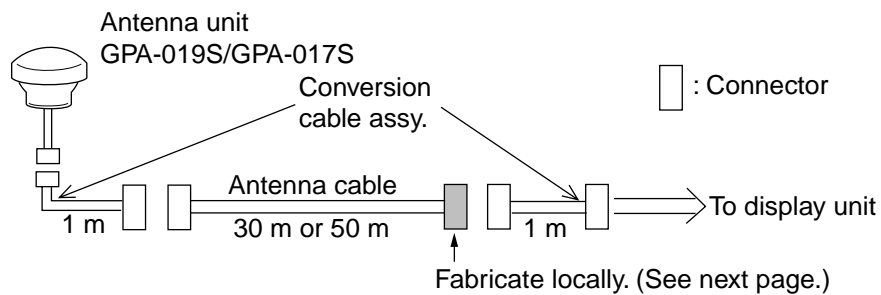 Antenna unit
GPA-019S/GPA-017S
Conversion
cable assy.
: Connector
Antenna cable
To display unit
1 m
30 m or 50 m
1 m
Fabricate locally. (See next page.)